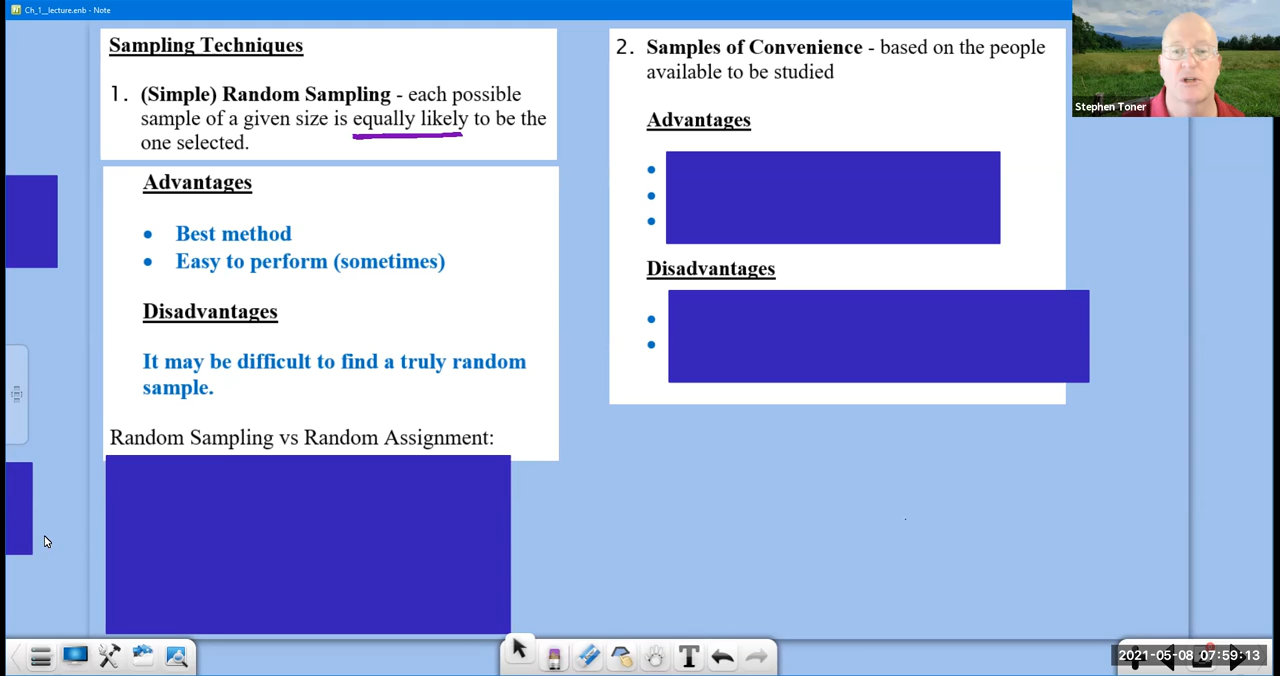 Ch_1__lecture.enb - Note
Sampling Techniques
1. (Simple) Random Sampling - each possible
sample of a given size is equally likely to be the
one selected.
Advantages
• Best method
• Easy to perform (sometimes)
Disadvantages
It may be difficult to find a truly random
sample.
Random Sampling vs Random Assignment:
2. Samples of Convenience - based on the people
available to be studied
Advantages
Disadvantages
Stephen Toner
T
2021-05-08 07:59:13